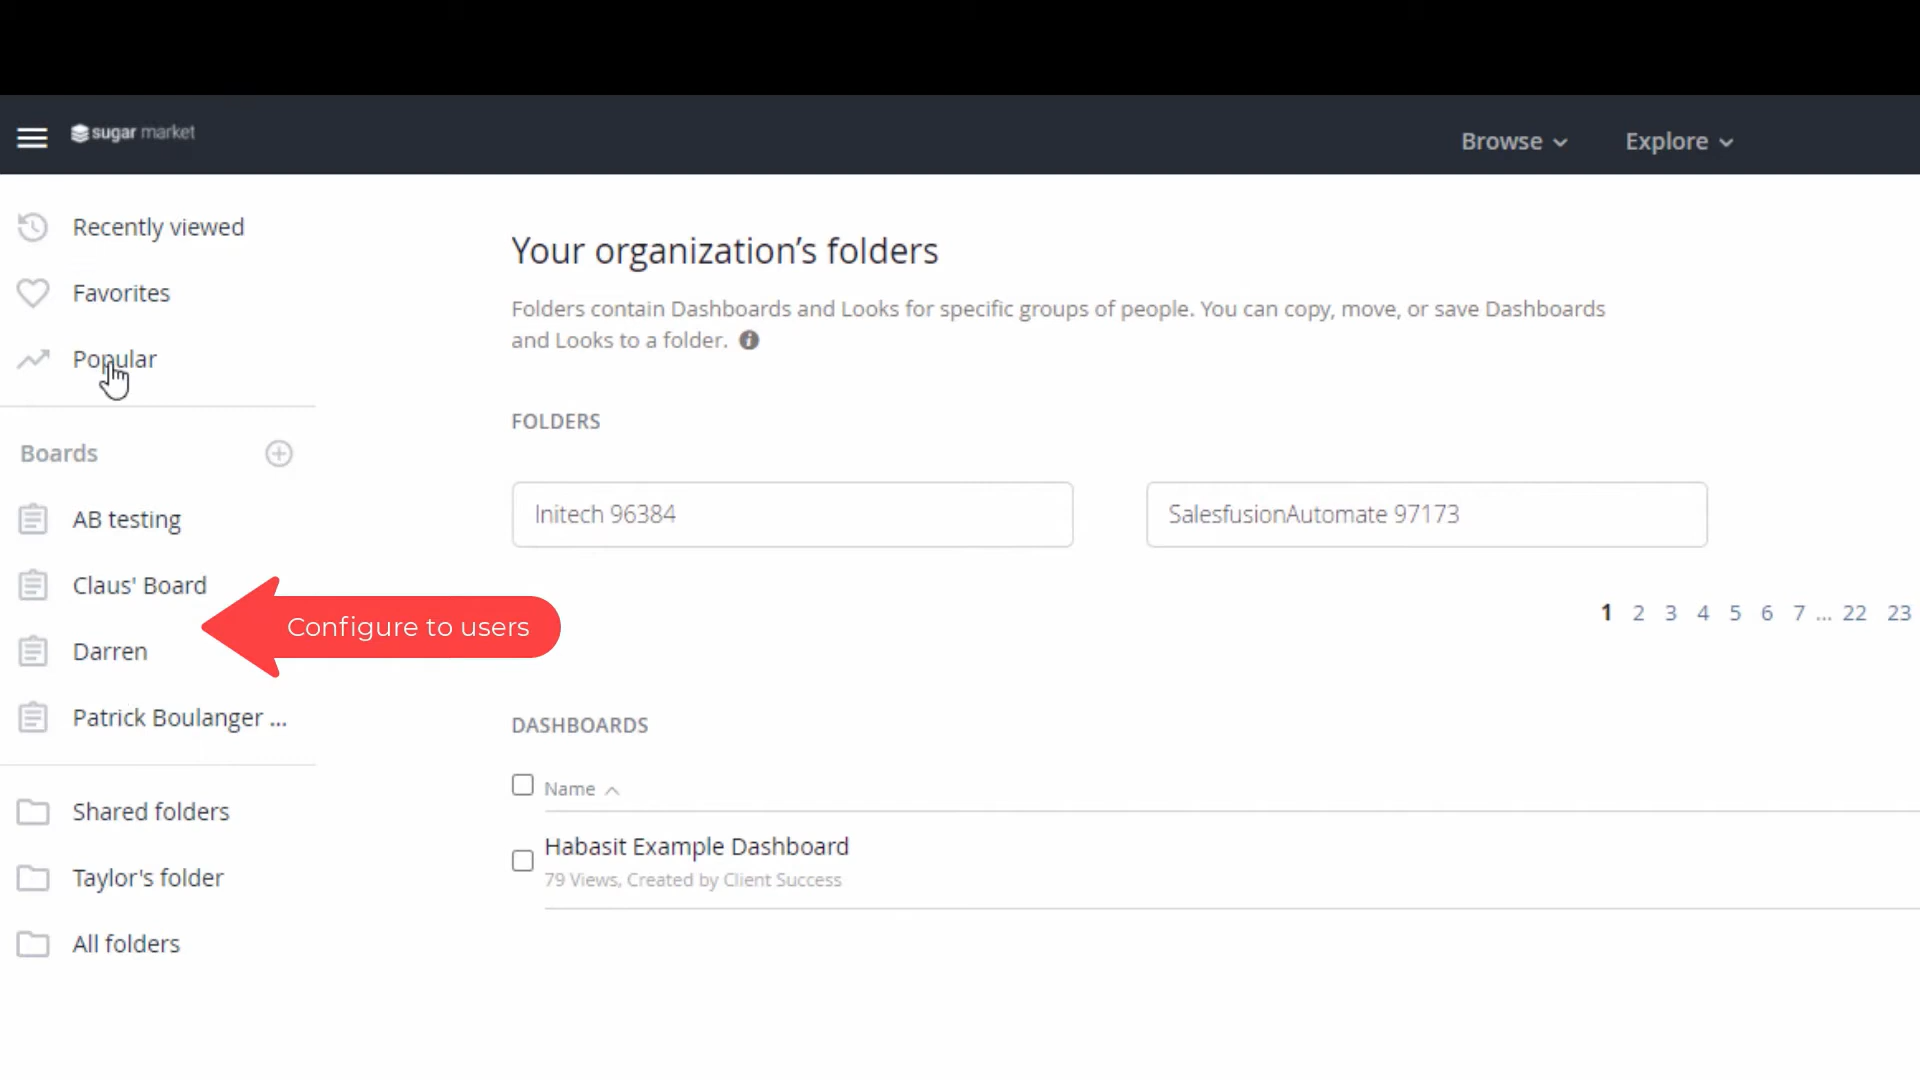 sugar market
Browse
Explore
Recently viewed
Favorites
Popular
Boards
AB testing
Claus' Board
Darren
Patrick Boulanger ...
Shared folders
Taylor's folder
All folders
Configure to users
Your organization’s folders
Folders contain Dashboards and Looks for specific groups of people. You can copy, move, or save Dashboards
and Looks to a folder.
FOLDERS
Initech 96384
SalesfusionAutomate 97173
1 2 3 4 5 6 7 ... 22 23
DASHBOARDS
Name
Habasit Example Dashboard
79 Views, Created by Client Success